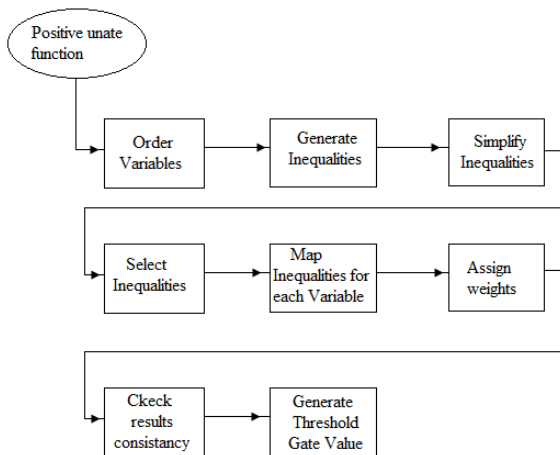 Positive unate
function
Order
Variables
Generate
Inequalities
Simplify
Inequalities
Select
Inequalities
Map
Inequalities for
each Variable
Assign
weights
Ckeck
results
consistancy
Generate
Threshold
Gate Value